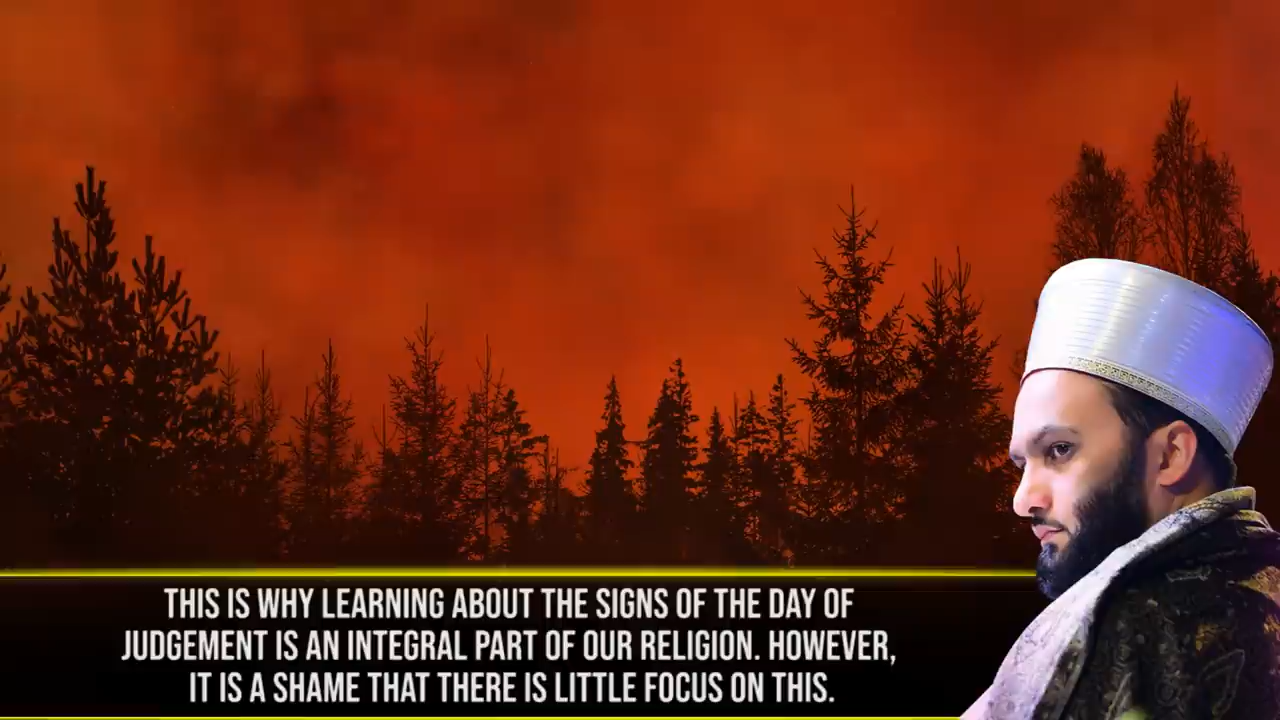 THIS IS WHY LEARNING ABOUT THE SIGNS OF THE DAY OF
JUDGEMENT IS AN INTEGRAL PART OF OUR RELIGION. HOWEVER,
IT IS A SHAME THAT THERE IS LITTLE FOCUS ON THIS.